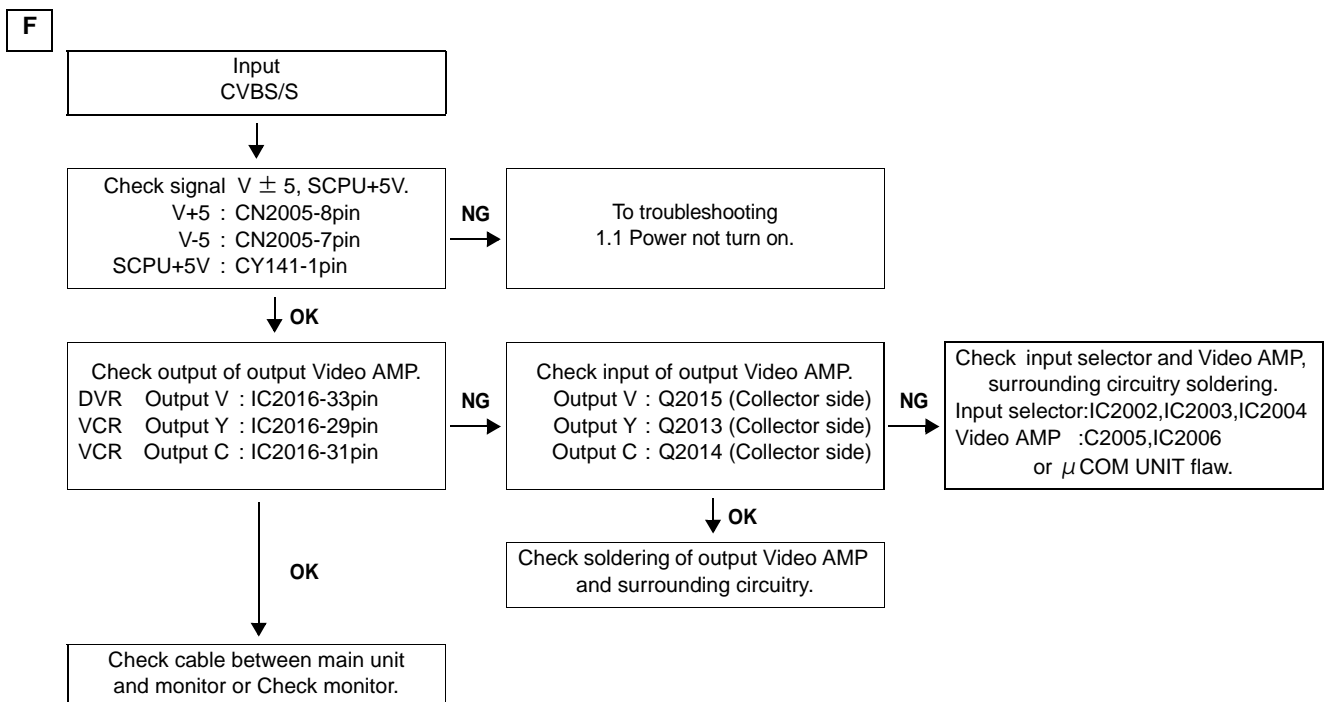 F
Input
CVBS/S
Check signal V ± 5, SCPU+5V.
V+5 : CN2005-8pin
V-5 : CN2005-7pin
SCPU+5V : CY141-1pin
NG
To troubleshooting
1.1 Power not turn on.
OK
Check output of output Video AMP.
DVR Output V : IC2016-33pin
VCR Output Y : IC2016-29pin
VCR Output C : IC2016-31pin
NG
Check input of output Video AMP.
Output V : Q2015 (Collector side)
Output Y : Q2013 (Collector side)
Output C : Q2014 (Collector side)
NG
Check input selector and Video AMP,
surrounding circuitry soldering.
Input selector:IC2002,IC2003,IC2004
Video AMP :C2005,IC2006
or μ COM UNIT flaw.
OK
Check soldering of output Video AMP
and surrounding circuitry.
OK
Check cable between main unit
and monitor or Check monitor.